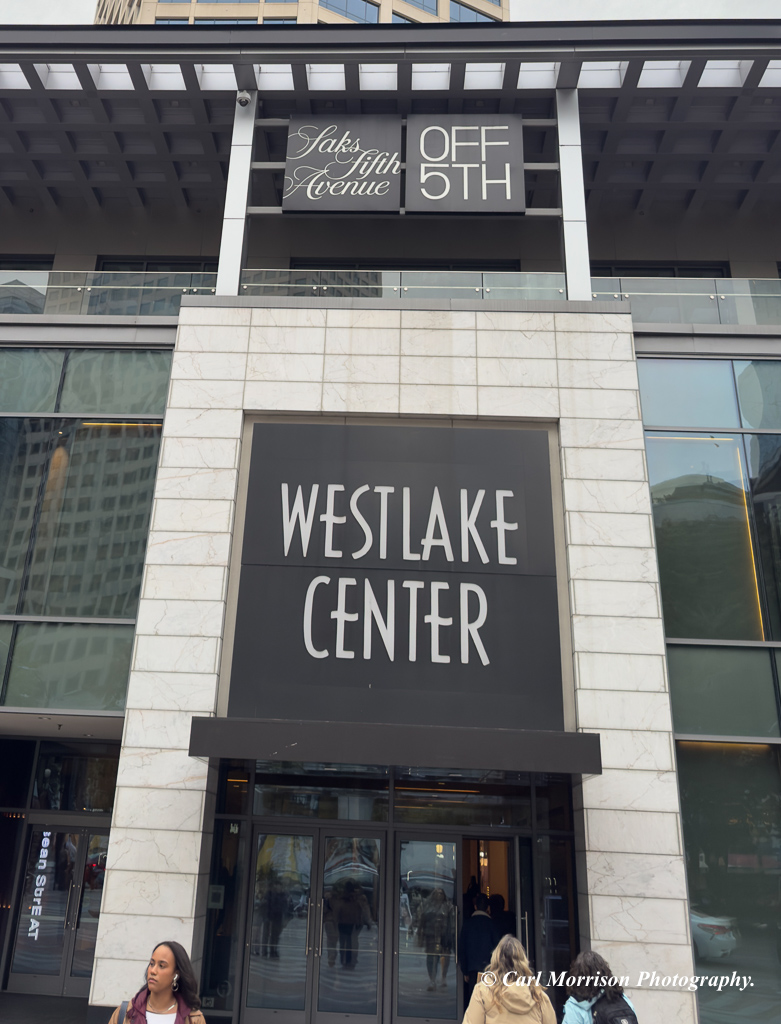 Saks
Fifth
Avenue
OFF
5TH
WESTLAKE
CENTER
© Carl Morrison Photography.